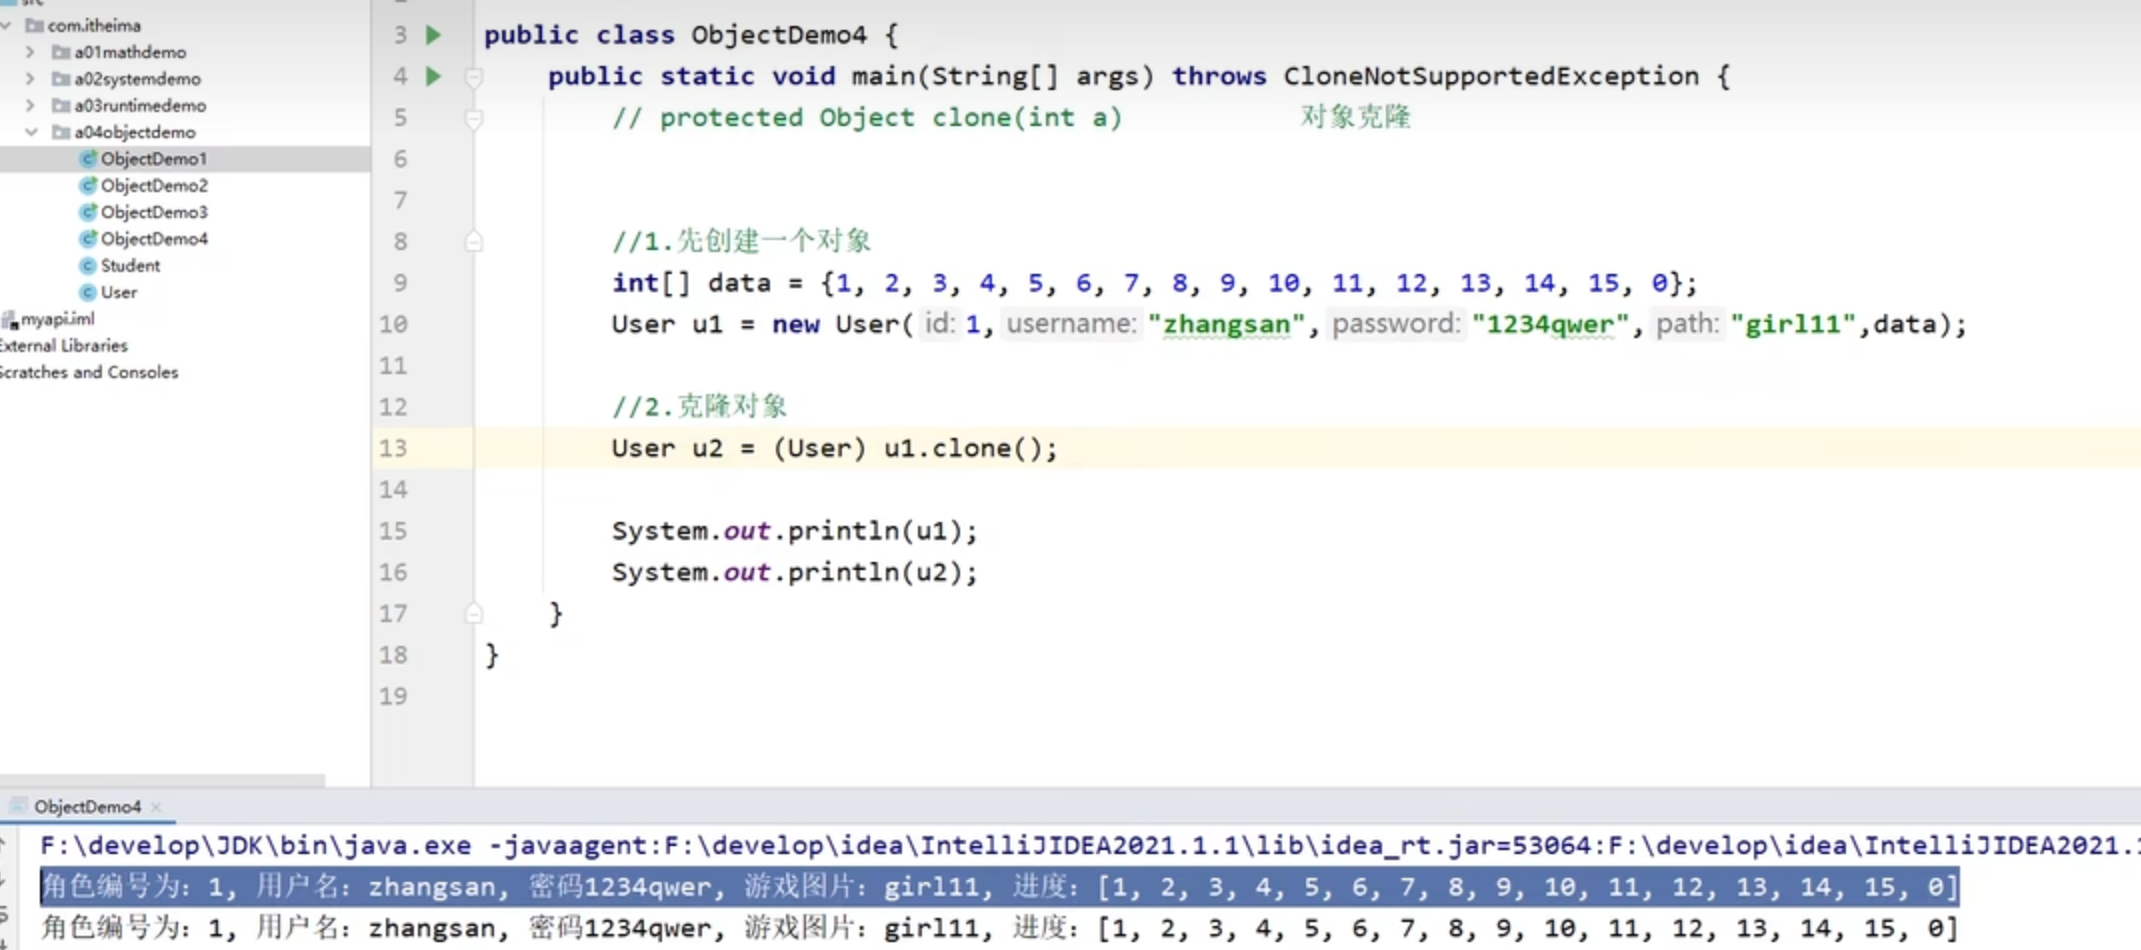 com.itheima
a01mathdemo
a02systemdemo
a03runtimedemo
a04objectdemo
ObjectDemo1
ObjectDemo2
ObjectDemo3
ObjectDemo4
Student
User
myapi.iml
External Libraries
Scratches and Consoles
3 public class ObjectDemo4 {
4 public static void main(String[] args) throws CloneNotSupportedException {
5 // protected Object clone(int a) 对象克隆
6
7
8 //1.先创建一个对象
9 int[] data = {1, 2, 3, 4, 5, 6, 7, 8, 9, 10, 11, 12, 13, 14, 15, 0};
10 User u1 = new User( id: 1, username: "zhangsan", password: "1234qwer", path: "girl11",data);
11
12 //2.克隆对象
13 User u2 = (User) u1.clone();
14
15 System.out.println(u1);
16 System.out.println(u2);
17 }
18 }
19
ObjectDemo4
F:\develop\JDK\bin\java.exe -javaagent:F:\develop\idea\IntelliJIDEA2021.1.1\lib\idea_rt.jar=53064:F:\develop\idea\IntelliJIDEA2021.1
角色编号为: 1, 用户名: zhangsan, 密码1234qwer, 游戏图片: girl11, 进度: [1, 2, 3, 4, 5, 6, 7, 8, 9, 10, 11, 12, 13, 14, 15, 0]
角色编号为: 1, 用户名: zhangsan, 密码1234qwer, 游戏图片: girl11, 进度: [1, 2, 3, 4, 5, 6, 7, 8, 9, 10, 11, 12, 13, 14, 15, 0]